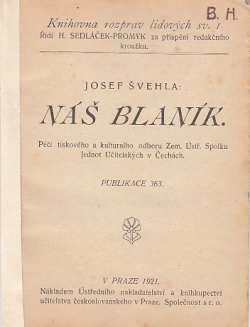 B. H.
Knihovna rozprav lidových sv. 1
Řídí H. SEDLÁČEK-PROMYK za přispění redakčního
kroužku.
JOSEF ŠVEHLA:
NÁŠ BLANÍK.
Péčí tiskového a kulturního odboru Zem. Ústř. Spolku
Jednot Učitelských v Čechách.
PUBLIKACE 363.
V PRAZE 1921.
Nákladem Ústředního nakladatelství a knihkupectví
učitelstva českoslovanského v Praze, Společnost s r. o.